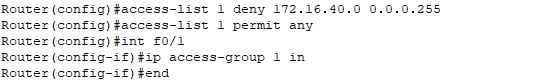 Router(config)#access-list 1 deny 172.16.40.0 0.0.0.255
Router(config)#access-list 1 permit any
Router(config)#int f0/1
Router(config-if)#ip access-group 1 in
Router(config-if)#end